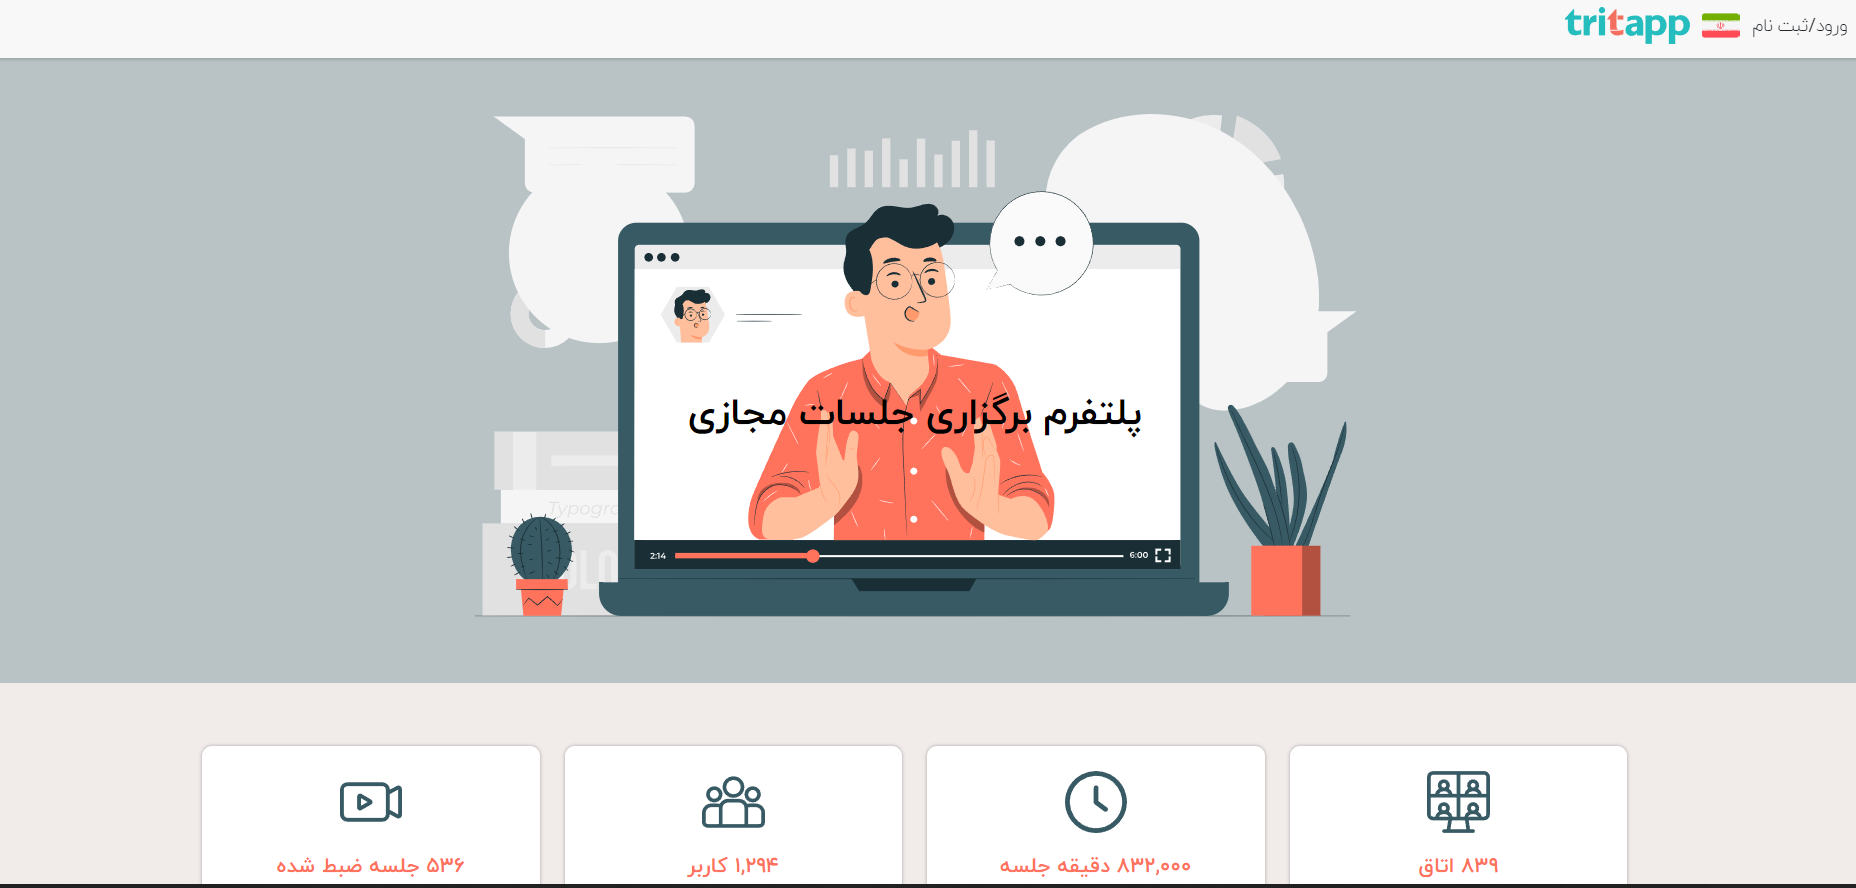 ورود/ثبت نام
tritapp
پلتفرم برگزاری جلسات مجازی
2:14
6:00
۸۳۹ اتاق
۸۳۲,۰۰۰ دقیقه جلسه
۱,۲۹۴ کاربر
۵۳۶ جلسه ضبط شده